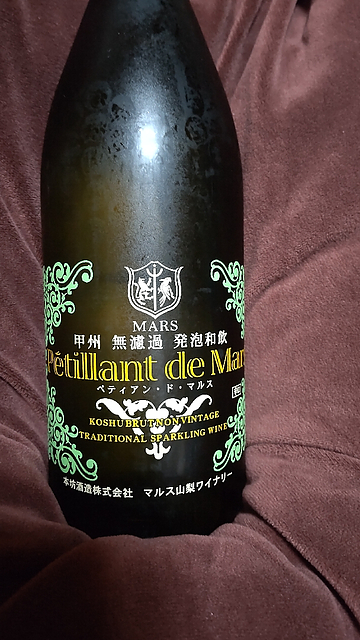 MARS
甲州 無濾過 発泡和飲
Pétillant de Mar
ペティアン・ド・マルス
KOSHU BRUT NON VINTAGE
TRADITIONAL SPARKLING WINE
本坊酒造株式会社 マルス山梨ワイナリー